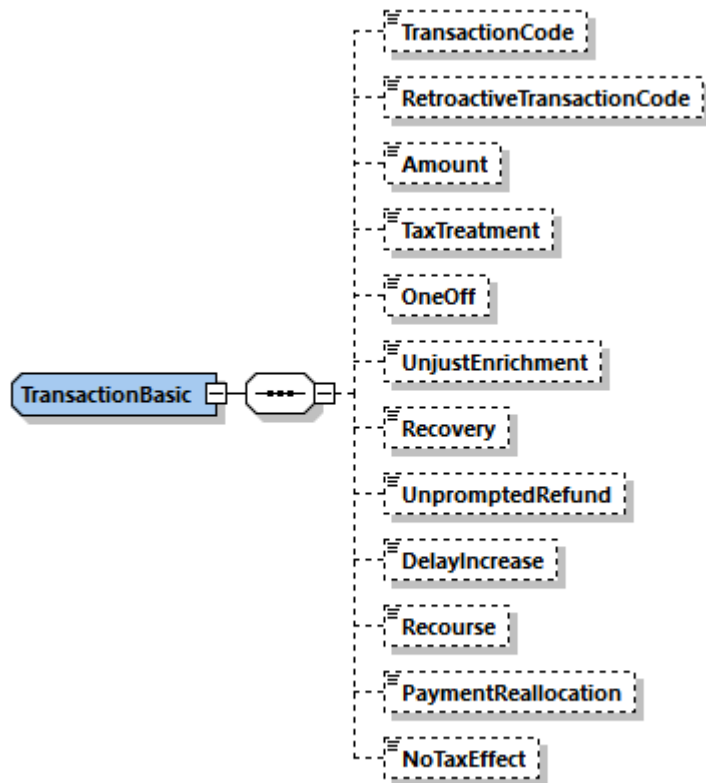 TransactionCode
RetroactiveTransactionCode
Amount
TaxTreatment
OneOff
UnjustEnrichment
TransactionBasic
Recovery
UnpromptedRefund
DelayIncrease
Recourse
PaymentReallocation
NoTaxEffect